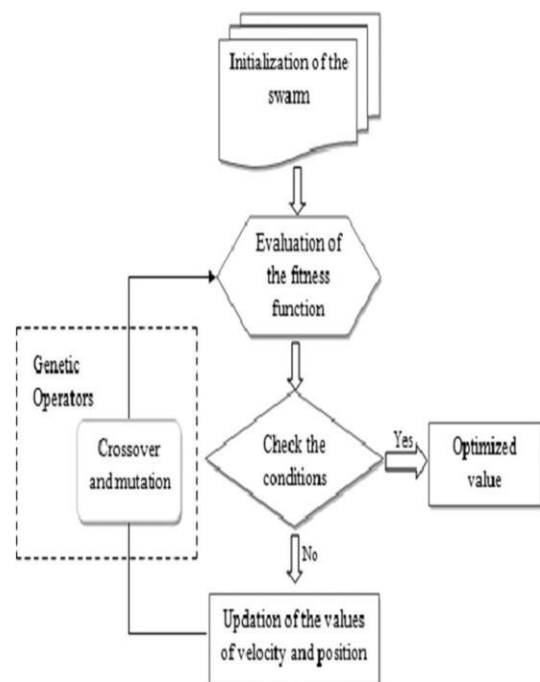 Initialization of the
swarm
Evaluation of
the fitness
function
Genetic
Operators
Crossover
and mutation
Check the
conditions
Yes
Optimized
value
No
Updation of the values
of velocity and position